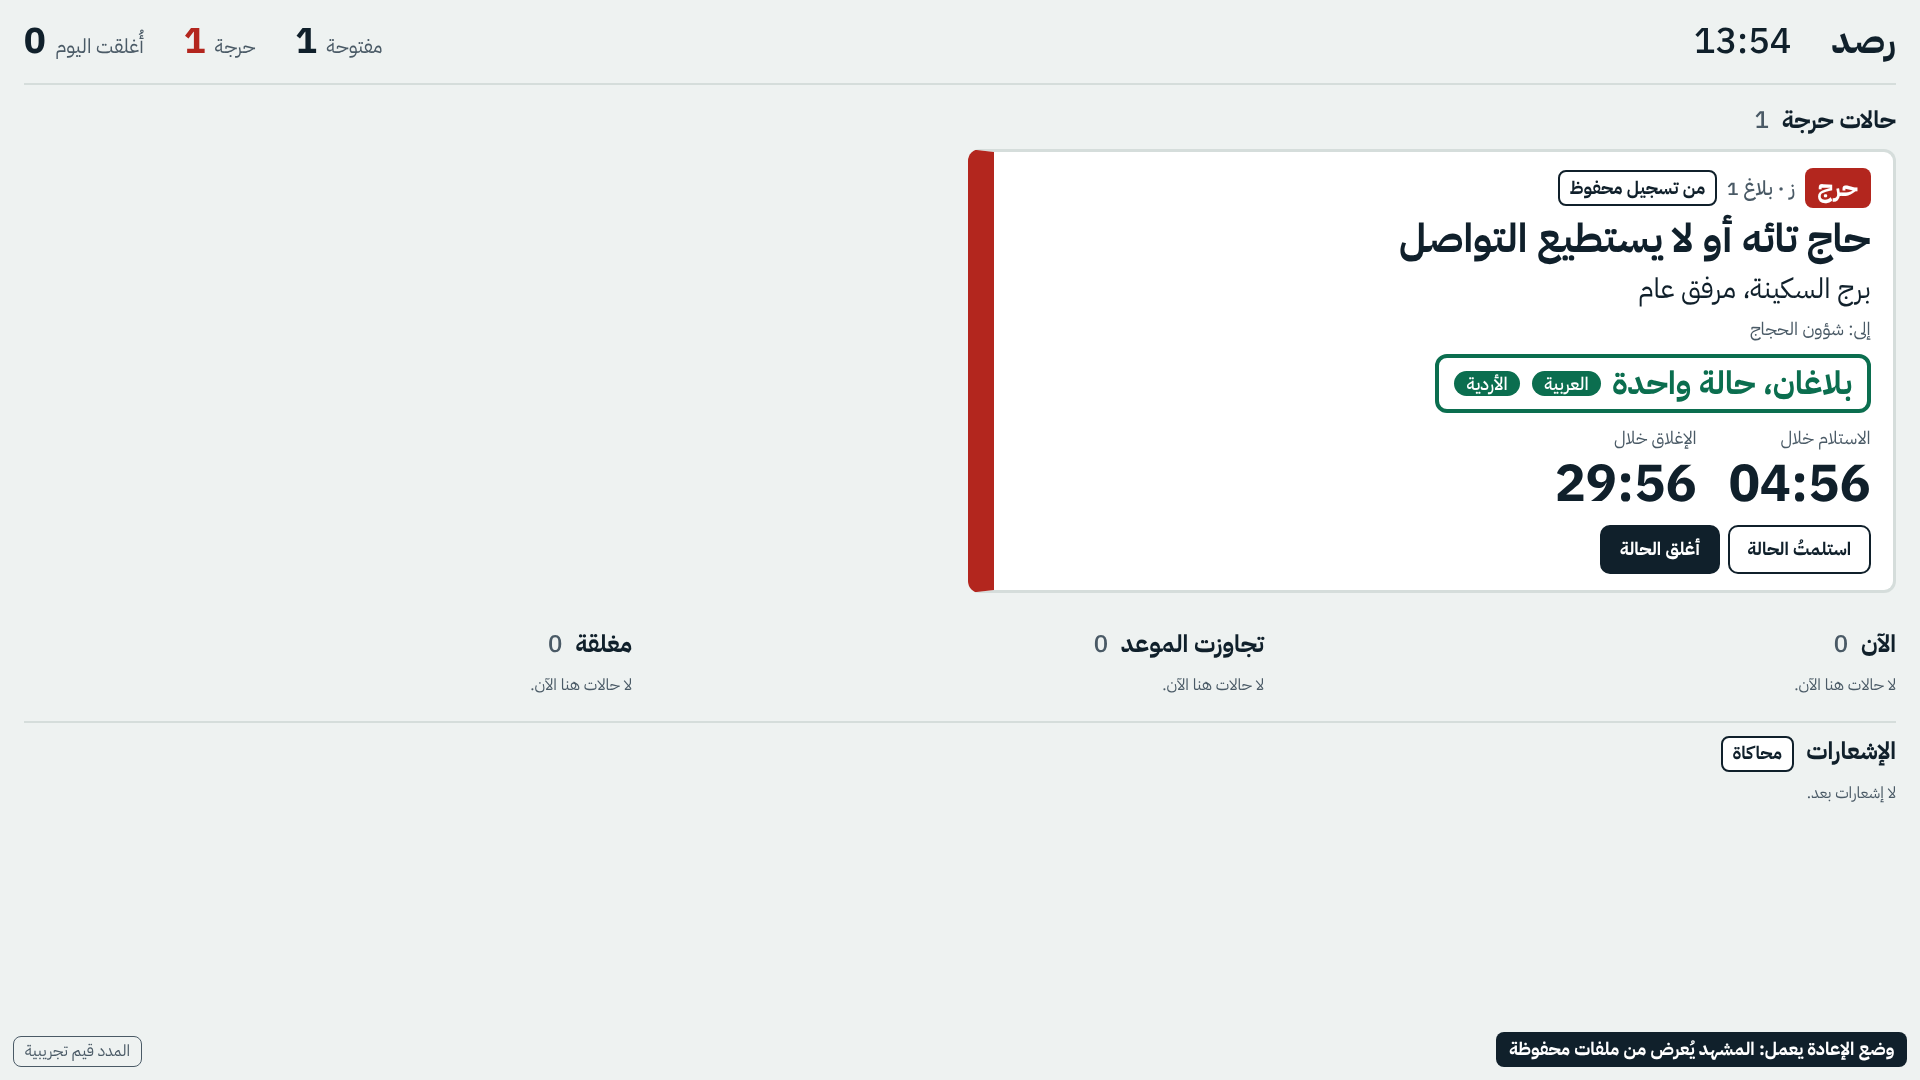 رصد 13:54
مفتوحة 1 حرجة 1 أُغلقت اليوم 0
حالات حرجة 1
حرج ز · بلاغ 1 من تسجيل محفوظ
حاج تائه أو لا يستطيع التواصل
برج السكينة، مرفق عام
إلى: شؤون الحجاج
بلاغان، حالة واحدة العربية الأردية
الاستلام خلال الإغلاق خلال
04:56 29:56
استلمتُ الحالة أغلق الحالة
الآن 0 تجاوزت الموعد 0 مغلقة 0
لا حالات هنا الآن. لا حالات هنا الآن. لا حالات هنا الآن.
الإشعارات محاكاة
لا إشعارات بعد.
وضع الإعادة يعمل: المشهد يُعرض من ملفات محفوظة المدد قيم تجريبية